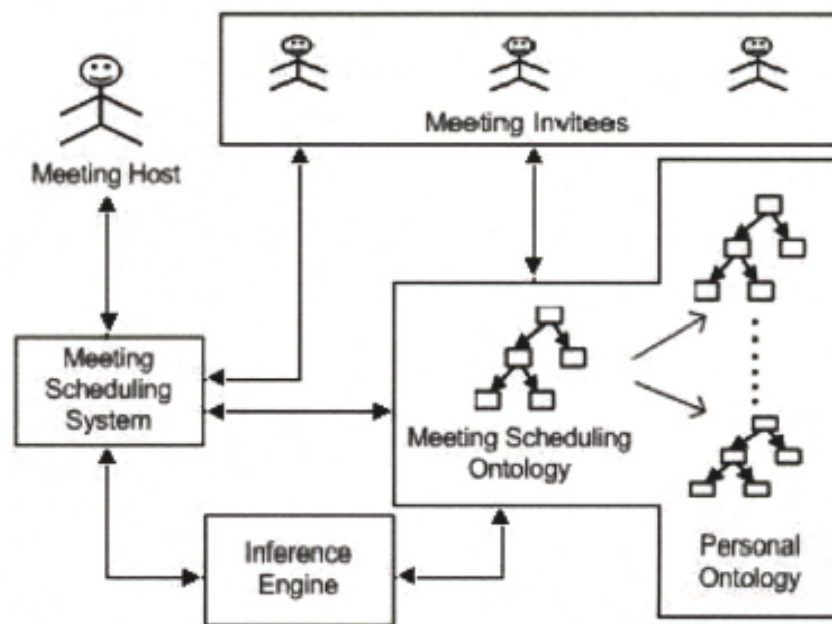 Meeting Invitees
Meeting Host
Meeting
Scheduling
System
Meeting Scheduling
Ontology
Inference
Engine
Personal
Ontology